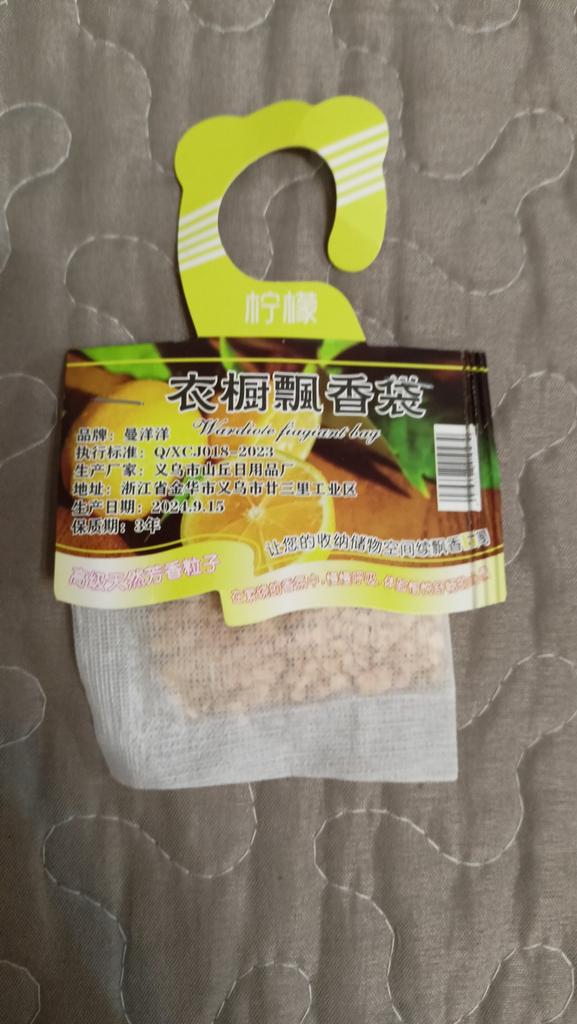 柠檬
衣橱飘香袋
Wardiole fragiant bag
品牌：曼洋洋
执行标准：Q/XCJ018-2023
生产厂家：义乌市山丘日用品厂
地址：浙江省金华市义乌市廿三里工业区
生产日期：2024.9.15
保质期：3年
让您的收纳储物空间续飘香
高级天然芳香粒子